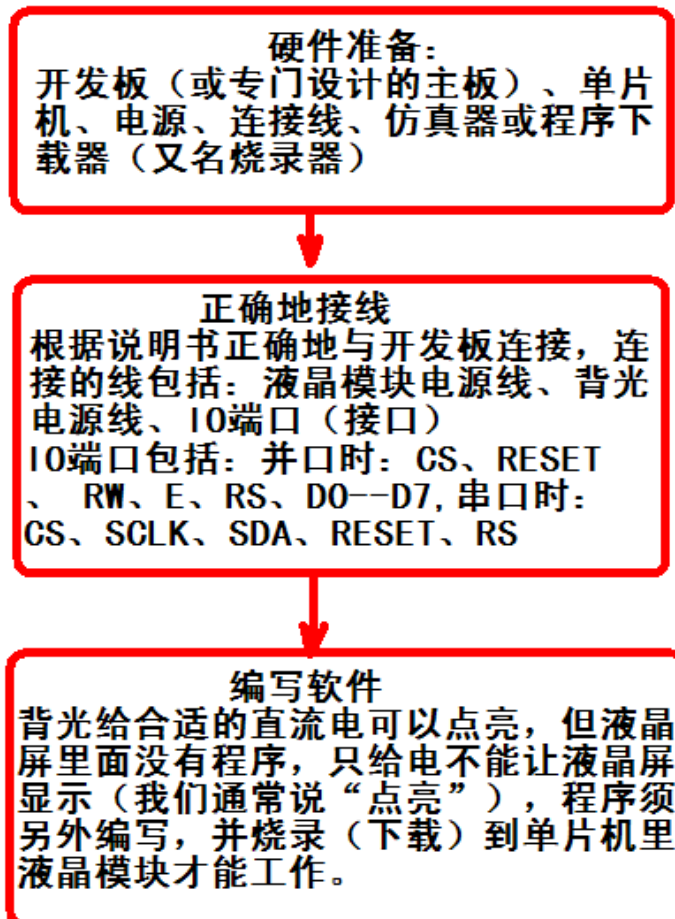 硬件准备：
开发板（或专门设计的主板）、单片
机、电源、连接线、仿真器或程序下
载器（又名烧录器）
正确地接线
根据说明书正确地与开发板连接，连
接的线包括：液晶模块电源线、背光
电源线、IO端口（接口）
IO端口包括：并口时：CS、RESET
、 RW、E、RS、D0--D7,串口时：
CS、SCLK、SDA、RESET、RS
编写软件
背光给合适的直流电可以点亮，但液晶
屏里面没有程序，只给电不能让液晶屏
显示（我们通常说“点亮”），程序须
另外编写，并烧录（下载）到单片机里
液晶模块才能工作。